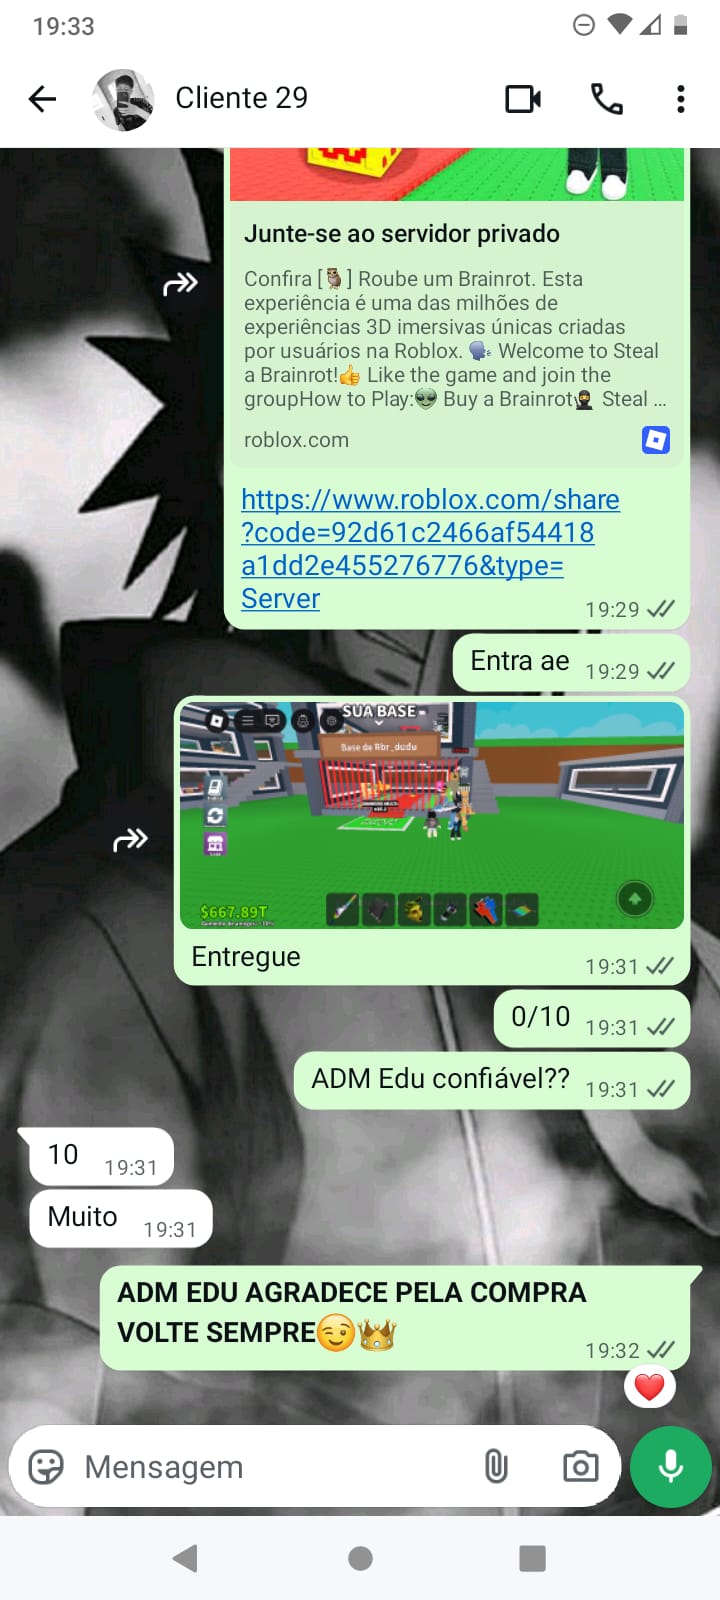 19:33
Cliente 29
Junte-se ao servidor privado
Confira [🦉] Roube um Brainrot. Esta
experiência é uma das milhões de
experiências 3D imersivas únicas criadas
por usuários na Roblox. 🗣️ Welcome to Steal
a Brainrot!👍 Like the game and join the
groupHow to Play:👽 Buy a Brainrot🥷 Steal ...
roblox.com
https://www.roblox.com/share
?code=92d61c2466af54418
a1dd2e455276776&type=
Server
19:29
Entra ae 19:29
SUA BASE
Base de Rbr_dudu
$667.89T
Entregue 19:31
0/10 19:31
ADM Edu confiável?? 19:31
10 19:31
Muito 19:31
ADM EDU AGRADECE PELA COMPRA
VOLTE SEMPRE😉👑
19:32
Mensagem